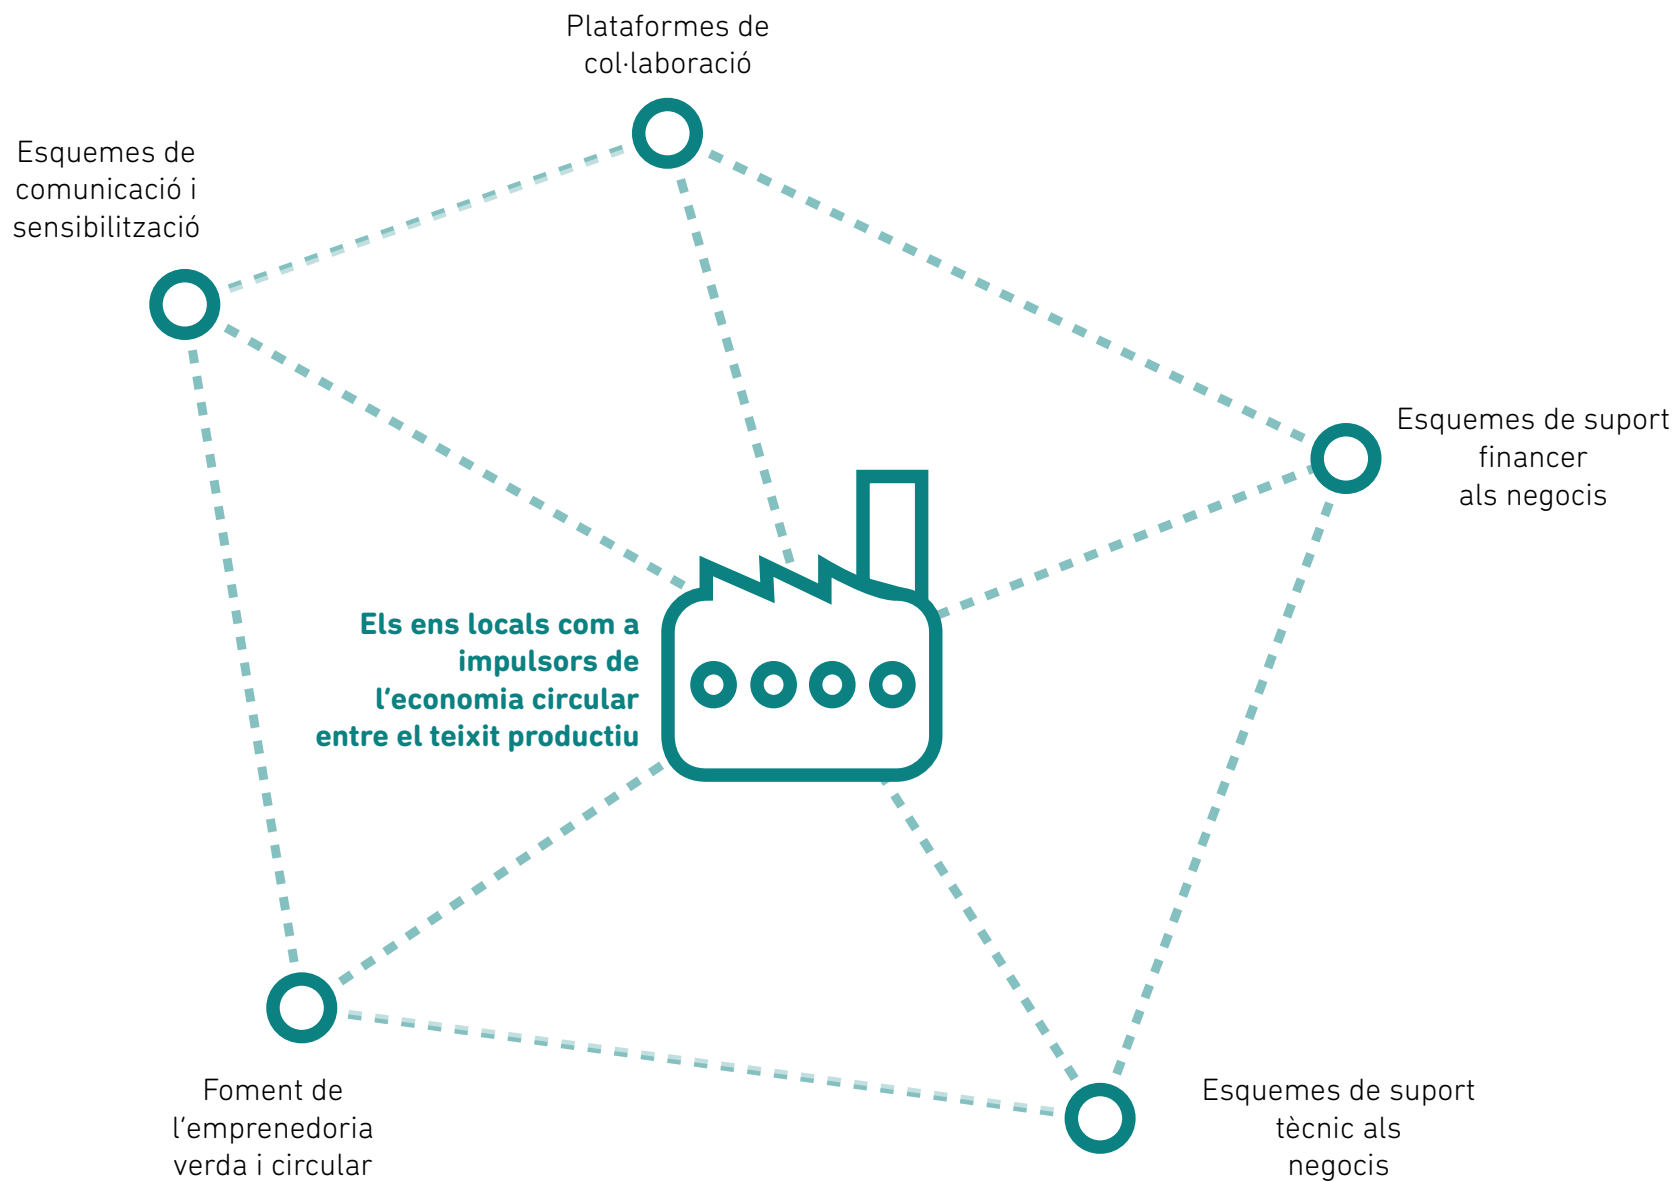 Plataformes de
col·laboració
Esquemes de
comunicació i
sensibilització
Esquemes de suport
financer
als negocis
Els ens locals com a
impulsors de
l’economia circular
entre el teixit productiu
Foment de
l’emprenedoria
verda i circular
Esquemes de suport
tècnic als
negocis